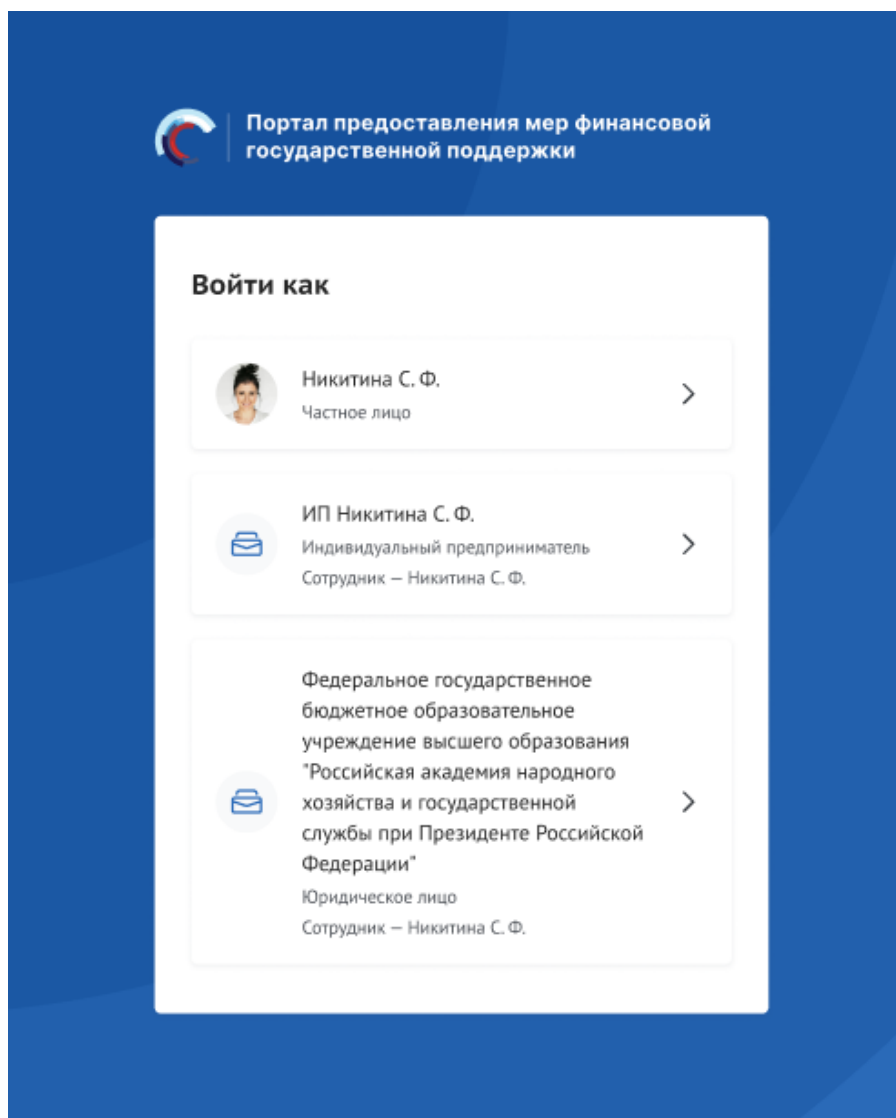 Портал предоставления мер финансовой
государственной поддержки
Войти как
Никитина С. Ф.
Частное лицо
ИП Никитина С. Ф.
Индивидуальный предприниматель
Сотрудник — Никитина С. Ф.
Федеральное государственное
бюджетное образовательное
учреждение высшего образования
"Российская академия народного
хозяйства и государственной
службы при Президенте Российской
Федерации"
Юридическое лицо
Сотрудник — Никитина С. Ф.